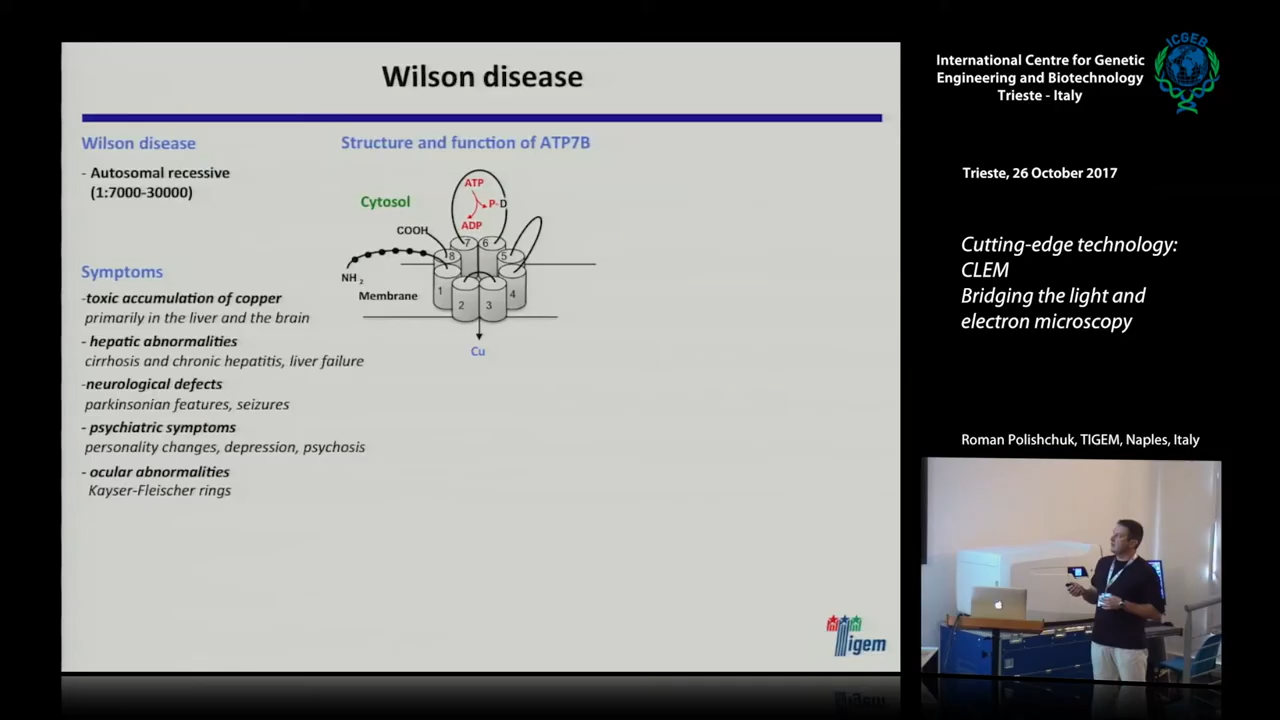 Wilson disease
Wilson disease
- Autosomal recessive
(1:7000-30000)
Symptoms
-toxic accumulation of copper
primarily in the liver and the brain
- hepatic abnormalities
cirrhosis and chronic hepatitis, liver failure
-neurological defects
parkinsonian features, seizures
- psychiatric symptoms
personality changes, depression, psychosis
- ocular abnormalities
Kayser-Fleischer rings
Structure and function of ATP7B
Cytosol
ATP
P-D
ADP
COOH
7
6
8
5
NH2
Membrane
1
2
3
4
Cu
Tigem
International Centre for Genetic
Engineering and Biotechnology
Trieste - Italy
ICGEB
Trieste, 26 October 2017
Cutting-edge technology:
CLEM
Bridging the light and
electron microscopy
Roman Polishchuk, TIGEM, Naples, Italy